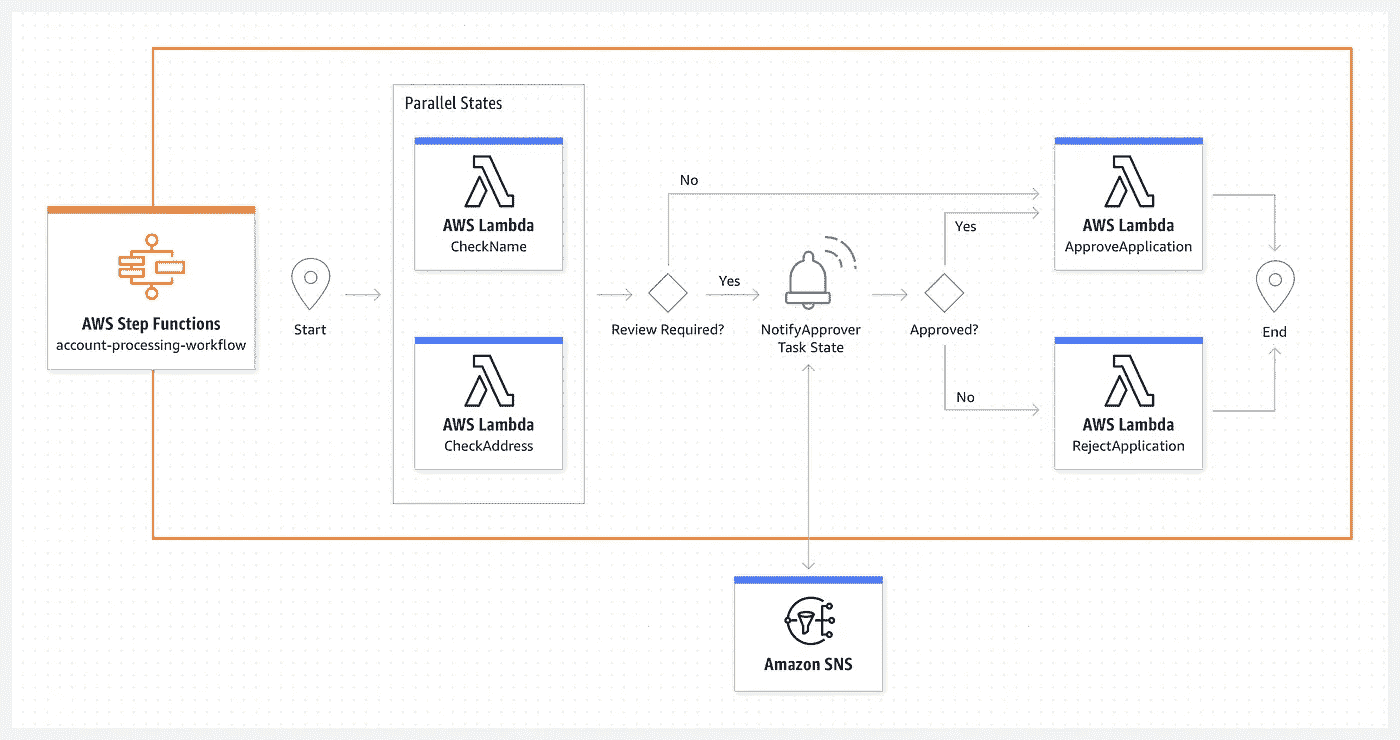 Parallel States
AWS Lambda
CheckName
AWS Lambda
CheckAddress
AWS Step Functions
account-processing-workflow
Start
No
Yes
Review Required?
NotifyApprover
Task State
Yes
Approved?
No
AWS Lambda
ApproveApplication
AWS Lambda
RejectApplication
End
Amazon SNS